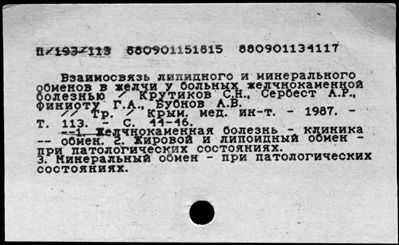 П/193/113 880901151815 880901134117
Взаимосвязь липидного и минерального
обменов в желчи у больных желчнокаменной
болезнью / Крутиков С.Н., Сербест А.Р.,
Финиоту Г.А., Бубнов А.В.
// Тр. / Крым. мед. ин-т. - 1987. -
Т. 113. - С. 44-46.
--1. Желчнокаменная болезнь - клиника
-- обмен. 2. Жировой и липоидный обмен -
при патологических состояниях.
3. Минеральный обмен - при патологических
состояниях.